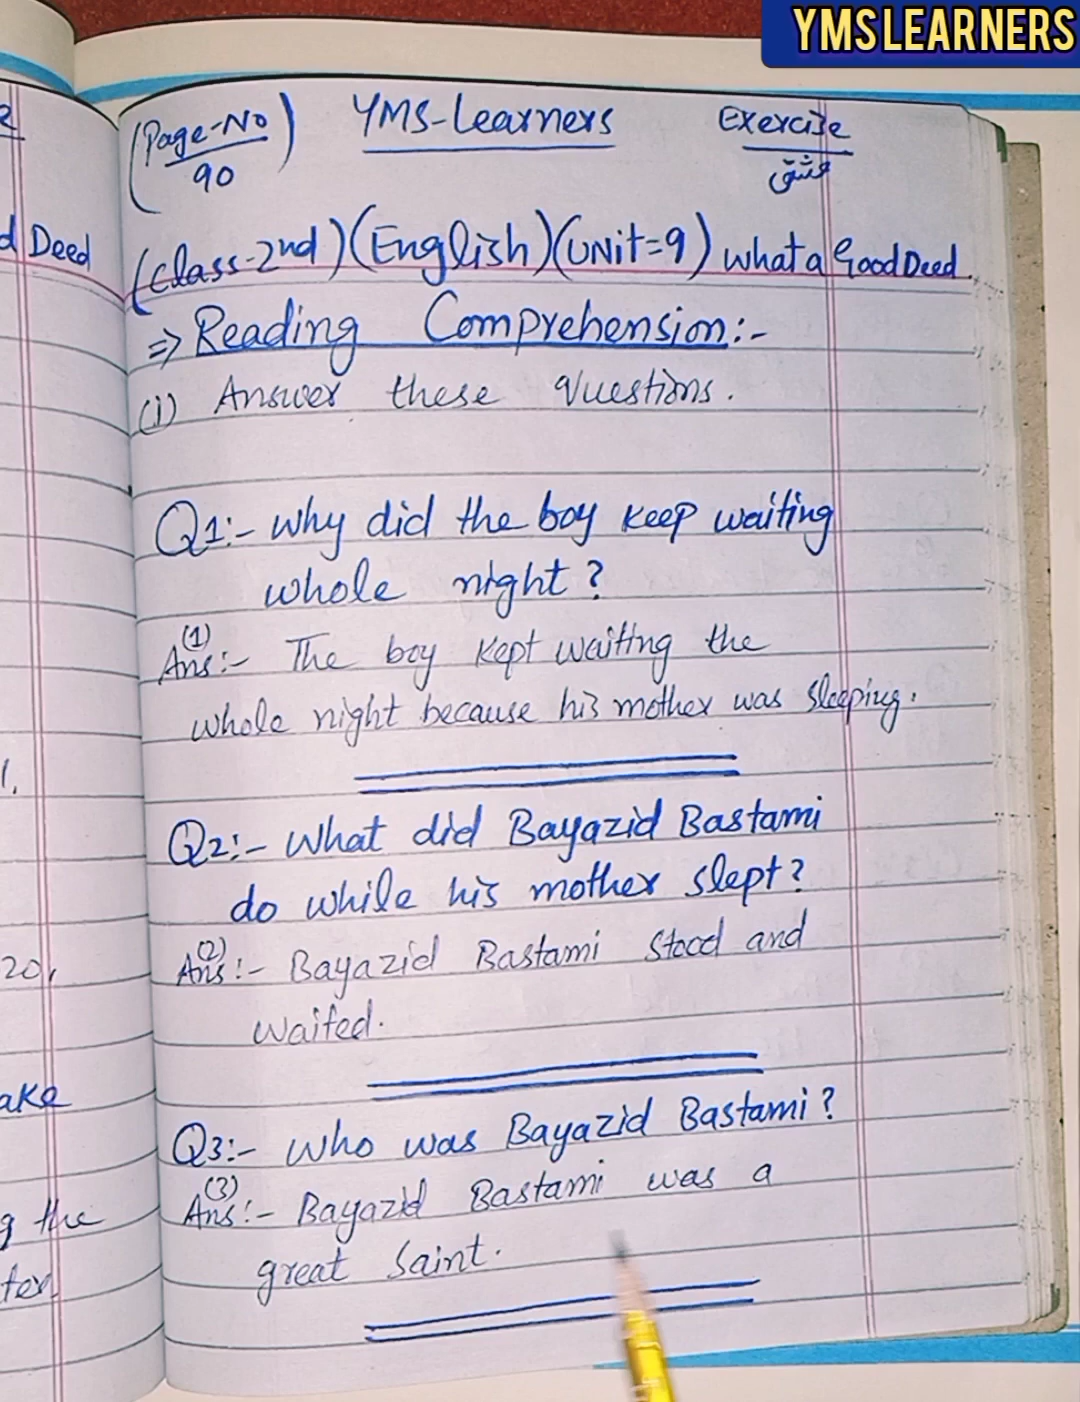 YMS LEARNERS
(Page-No
90)
YMS-Learners
Exercise
مشق
(Class-2nd) (English) (UNit=9) what a Good Deed
⇒ Reading Comprehension:-
(i) Answer these Questions.
Q1:- Why did the boy keep waiting
whole night?
Ans(1):- The boy kept waiting the
whole night because his mother was sleeping.
Q2:- What did Bayazid Bastami
do while his mother slept?
Ans(2):- Bayazid Bastami stood and
waited.
Q3:- Who was Bayazid Bastami?
Ans(3):- Bayazid Bastami was a
great saint.
d Deed
1.
20,
ake
g the